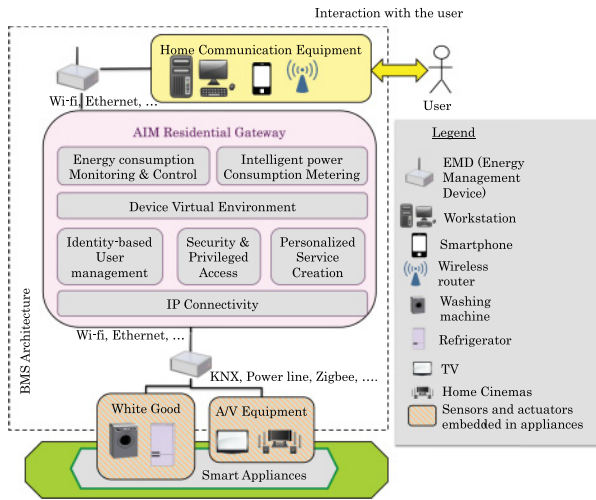 Interaction with the user
Home Communication Equipment
User
Wi-fi, Ethernet, ...
AIM Residential Gateway
Energy consumption
Monitoring & Control
Intelligent power
Consumption Metering
Device Virtual Environment
Identity-based
User
management
Security &
Privileged
Access
Personalized
Service
Creation
IP Connectivity
Wi-fi, Ethernet, ...
KNX, Power line, Zigbee, ....
BMS Architecture
White Good
A/V Equipment
Smart Appliances
Legend
EMD (Energy
Management
Device)
Workstation
Smartphone
Wireless
router
Washing
machine
Refrigerator
TV
Home Cinemas
Sensors and actuators
embedded in appliances